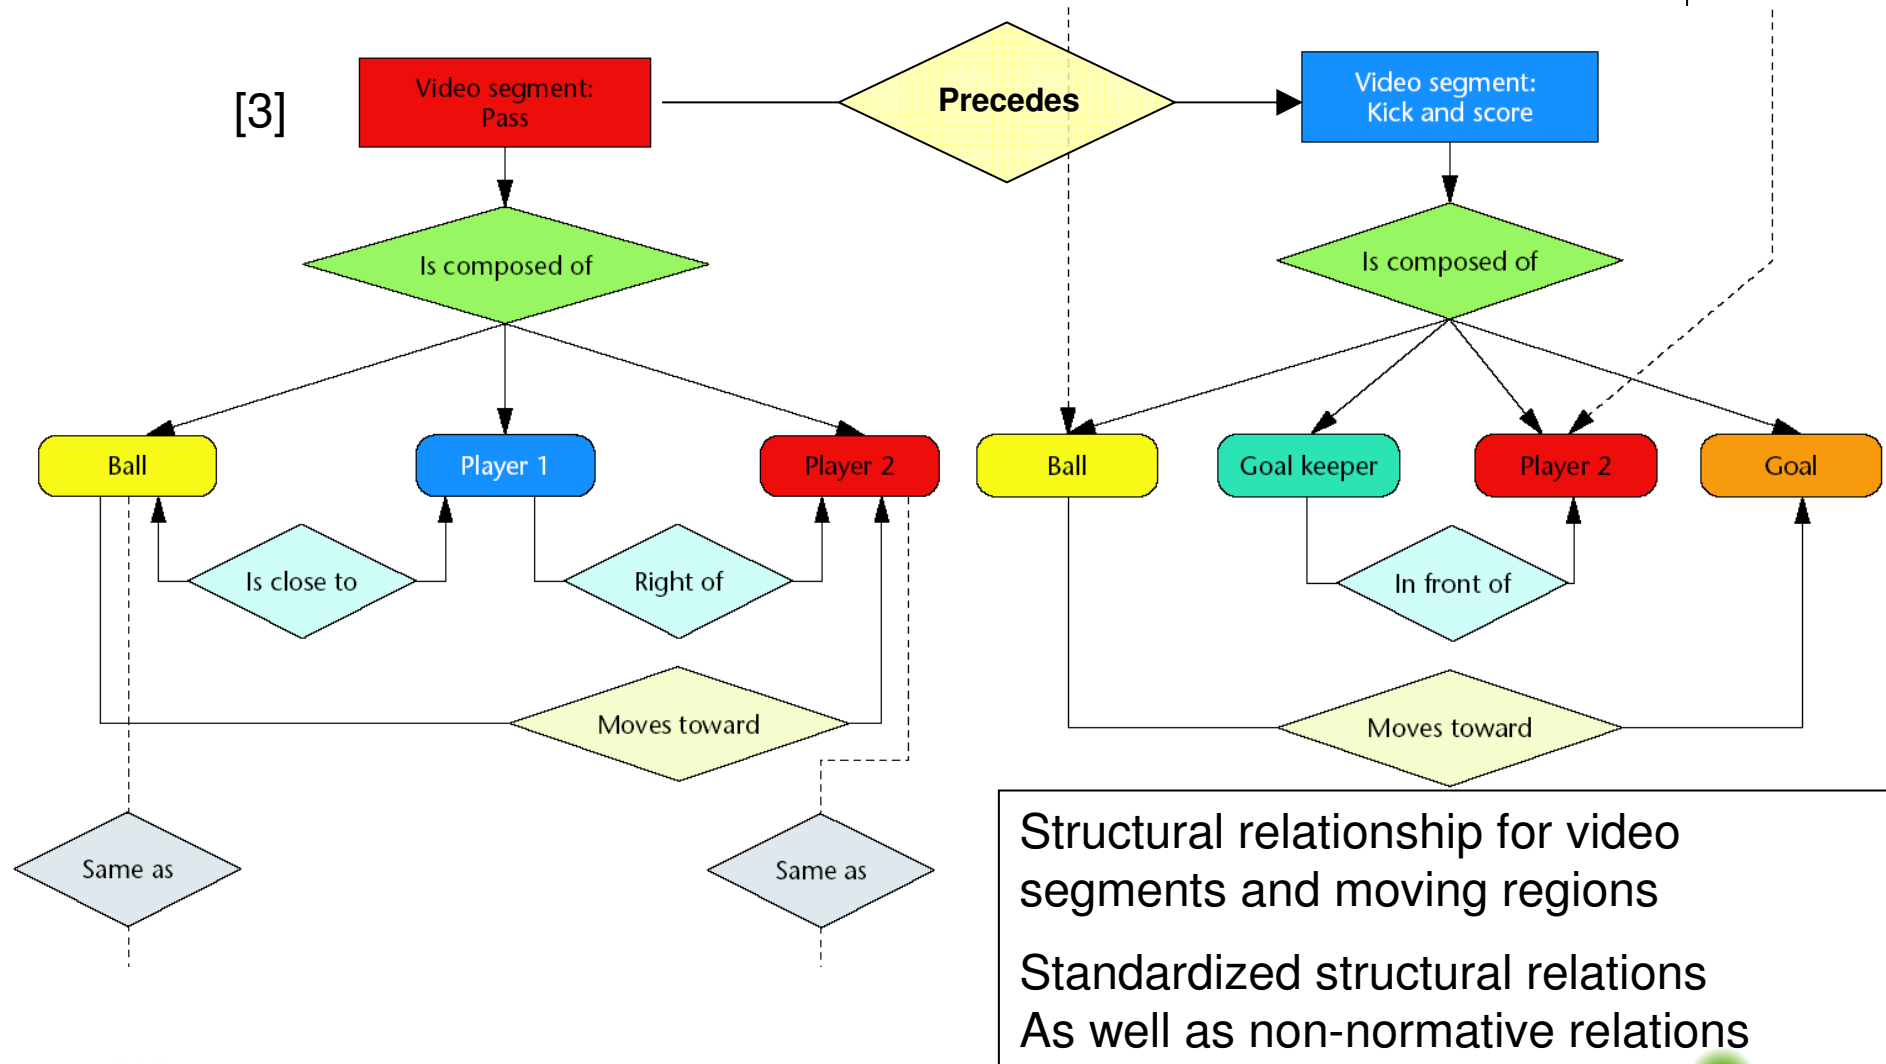 [3]
Video segment:
Pass
Precedes
Video segment:
Kick and score
Is composed of
Is composed of
Ball
Player 1
Player 2
Ball
Goal keeper
Player 2
Goal
Is close to
Right of
In front of
Moves toward
Moves toward
Same as
Same as
Structural relationship for video
segments and moving regions
Standardized structural relations
As well as non-normative relations